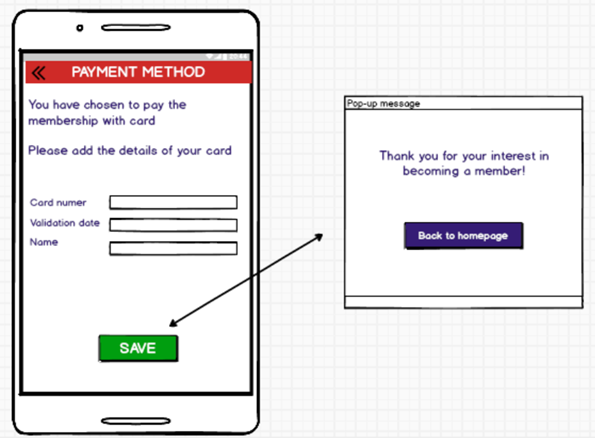 PAYMENT METHOD
You have chosen to pay the
membership with card
Please add the details of your card
Card numer
Validation date
Name
SAVE
Pop-up message
Thank you for your interest in
becoming a member!
Back to homepage